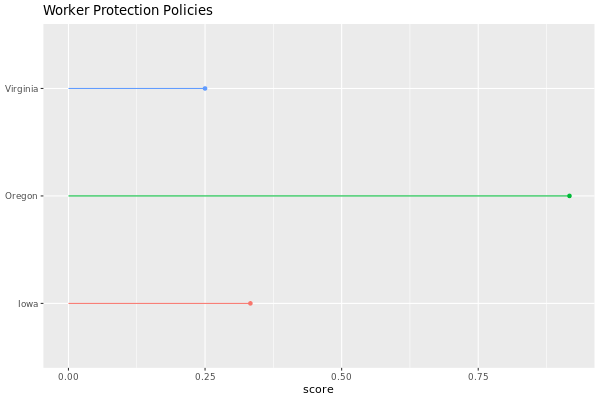 Worker Protection Policies
Virginia
Oregon
Iowa
0.00 0.25 0.50 0.75
score